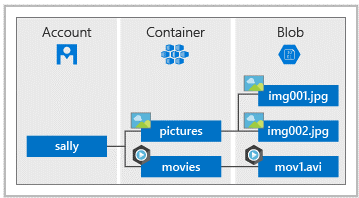 Account
Container
Blob
img001.jpg
pictures
img002.jpg
sally
movies
mov1.avi